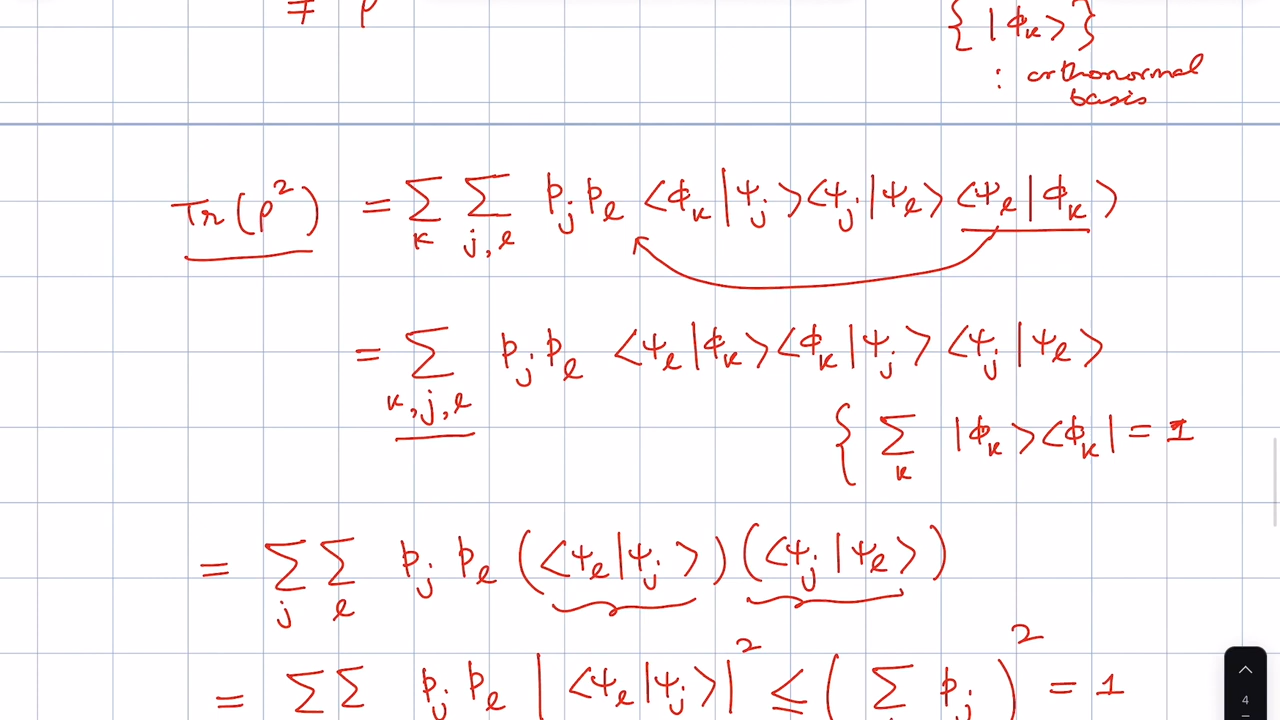 ≠ ρ
{ |ϕ_k> }
: orthonormal
basis
Tr(ρ²) = Σ_k Σ_{j,l} p_j p_l <ϕ_k|ψ_j><ψ_j|ψ_l><ψ_l|ϕ_k>
= Σ_{k,j,l} p_j p_l <ψ_l|ϕ_k><ϕ_k|ψ_j><ψ_j|ψ_l>
{ Σ_k |ϕ_k><ϕ_k| = 1
= Σ_j Σ_l p_j p_l (<ψ_l|ψ_j>)(<ψ_j|ψ_l>)
= Σ Σ p_j p_l |<ψ_l|ψ_j>|² ≤ (Σ p_j)² = 1
4